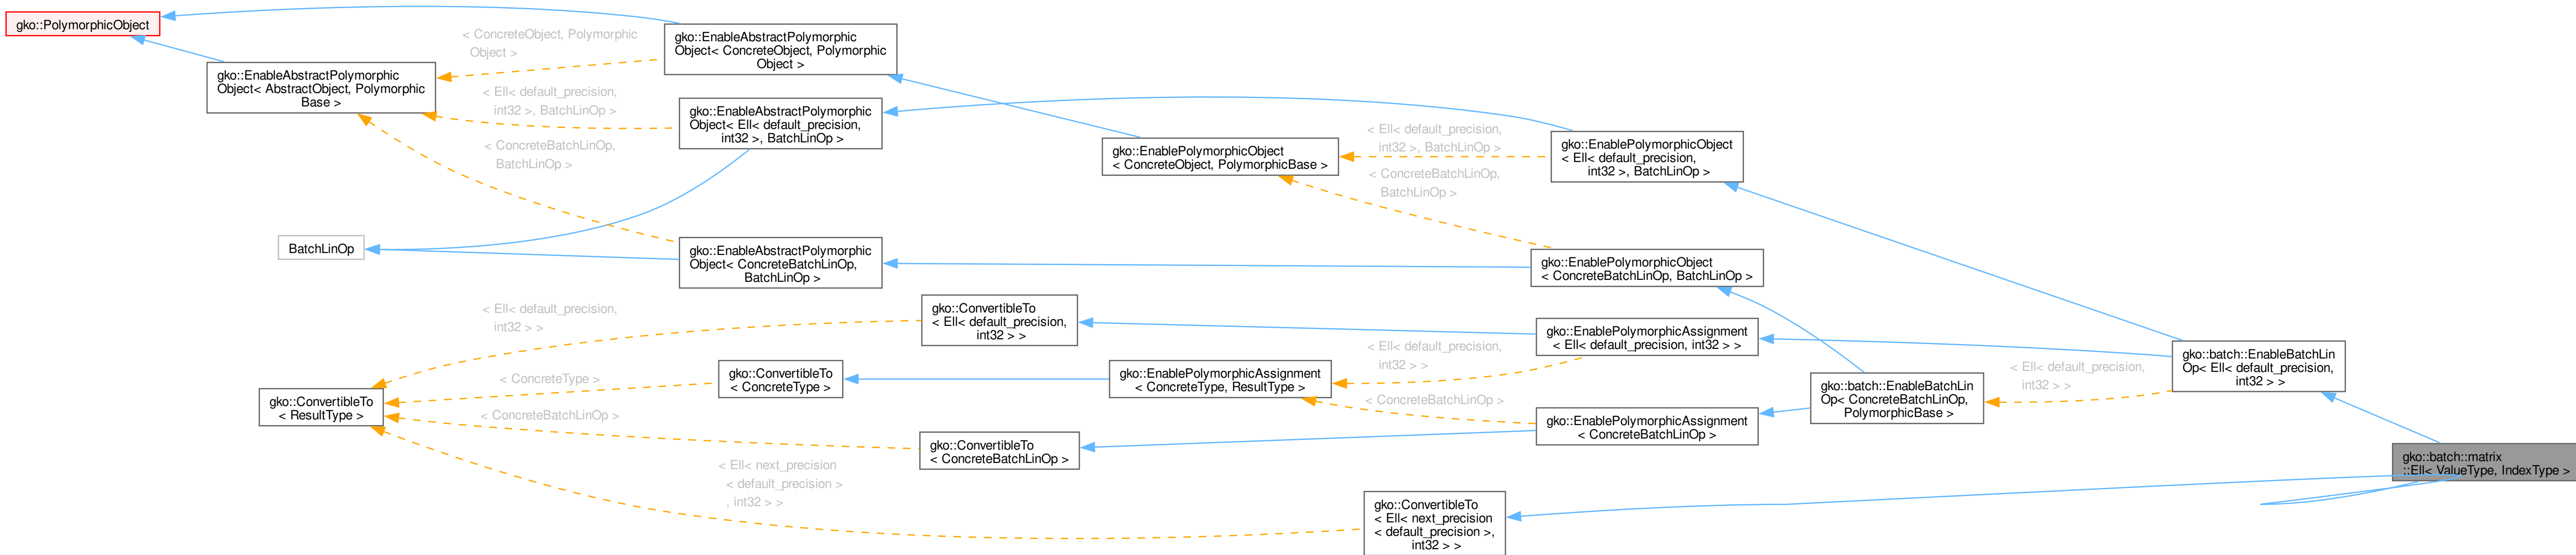 gko::PolymorphicObject
gko::EnableAbstractPolymorphic
Object< AbstractObject, Polymorphic
Base >
< ConcreteObject, Polymorphic
Object >
< Ell< default_precision,
int32 >, BatchLinOp >
< ConcreteBatchLinOp,
BatchLinOp >
gko::EnableAbstractPolymorphic
Object< ConcreteObject, Polymorphic
Object >
gko::EnableAbstractPolymorphic
Object< Ell< default_precision,
int32 >, BatchLinOp >
gko::EnablePolymorphicObject
< ConcreteObject, PolymorphicBase >
< Ell< default_precision,
int32 >, BatchLinOp >
< ConcreteBatchLinOp,
BatchLinOp >
gko::EnablePolymorphicObject
< Ell< default_precision,
int32 >, BatchLinOp >
BatchLinOp
gko::EnableAbstractPolymorphic
Object< ConcreteBatchLinOp,
BatchLinOp >
gko::EnablePolymorphicObject
< ConcreteBatchLinOp, BatchLinOp >
< Ell< default_precision,
int32 > >
gko::ConvertibleTo
< Ell< default_precision,
int32 > >
gko::EnablePolymorphicAssignment
< Ell< default_precision, int32 > >
gko::ConvertibleTo
< ResultType >
< ConcreteType >
gko::ConvertibleTo
< ConcreteType >
gko::EnablePolymorphicAssignment
< ConcreteType, ResultType >
< Ell< default_precision,
int32 > >
< ConcreteBatchLinOp >
gko::batch::EnableBatchLin
Op< ConcreteBatchLinOp,
PolymorphicBase >
< Ell< default_precision,
int32 > >
gko::batch::EnableBatchLin
Op< Ell< default_precision,
int32 > >
< ConcreteBatchLinOp >
gko::ConvertibleTo
< ConcreteBatchLinOp >
gko::EnablePolymorphicAssignment
< ConcreteBatchLinOp >
gko::batch::matrix
::Ell< ValueType, IndexType >
< Ell< next_precision
< default_precision >
, int32 > >
gko::ConvertibleTo
< Ell< next_precision
< default_precision >,
int32 > >